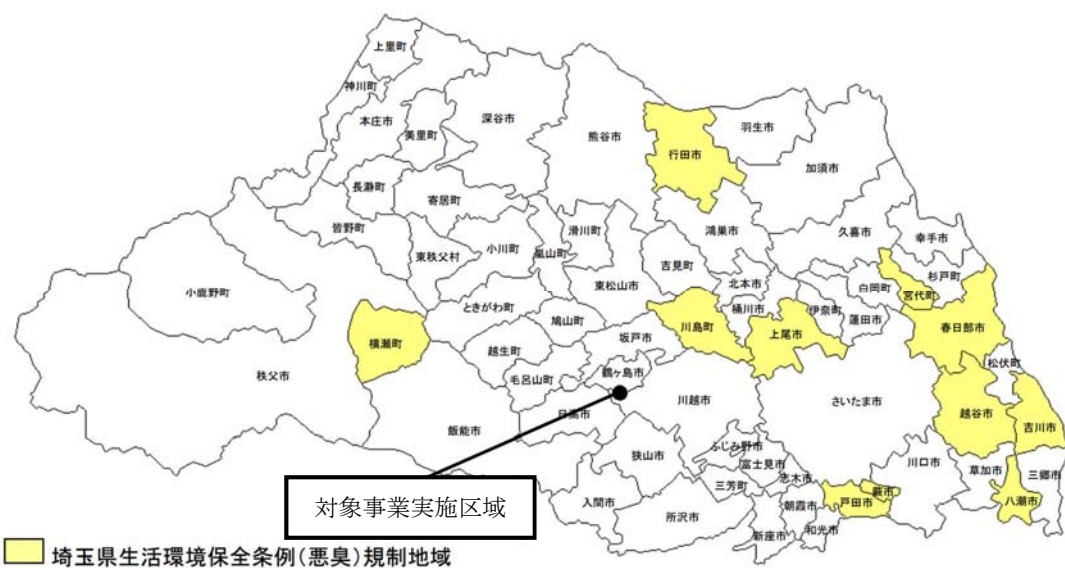 上里町
神川町
本庄市
美里町
深谷市
熊谷市
行田市
羽生市
加須市
長瀞町
寄居町
皆野町
東秩父村
小川町
嵐山町
滑川町
吉見町
鴻巣市
久喜市
幸手市
小鹿野町
ときがわ町
東松山市
北本市
桶川市
伊奈町
白岡町
蓮田市
宮代町
杉戸町
横瀬町
鳩山町
川島町
上尾市
春日部市
松伏町
秩父市
越生町
毛呂山町
坂戸市
鶴ヶ島市
日高市
川越市
さいたま市
越谷市
吉川市
飯能市
狭山市
ふじみ野市
富士見市
三芳町
志木市
川口市
草加市
三郷市
八潮市
入間市
所沢市
新座市
朝霞市
和光市
戸田市
蕨市
対象事業実施区域
埼玉県生活環境保全条例(悪臭)規制地域